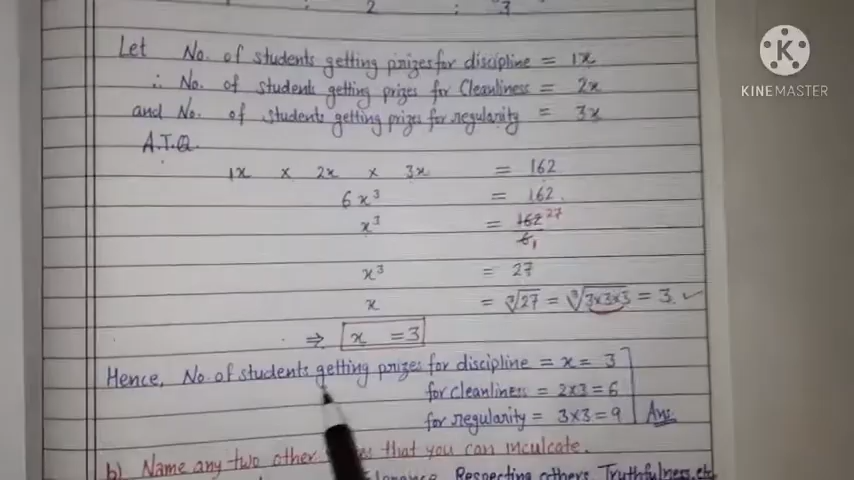 2 : 3
Let No. of students getting prizes for discipline = 1x
∴ No. of students getting prizes for Cleanliness = 2x
and No. of students getting prizes for regularity = 3x
A.T.Q.
1x × 2x × 3x = 162
6x³ = 162
x³ = 162 27
6 1
x³ = 27
x = ∛27 = ∛3×3×3 = 3 ✓
⇒ x = 3
Hence, No. of students getting prizes for discipline = x = 3
for cleanliness = 2×3=6
for regularity = 3×3=9 Ans
b) Name any two other that you can inculcate.
Respecting others, Truthfulness, etc
K
KINEMASTER